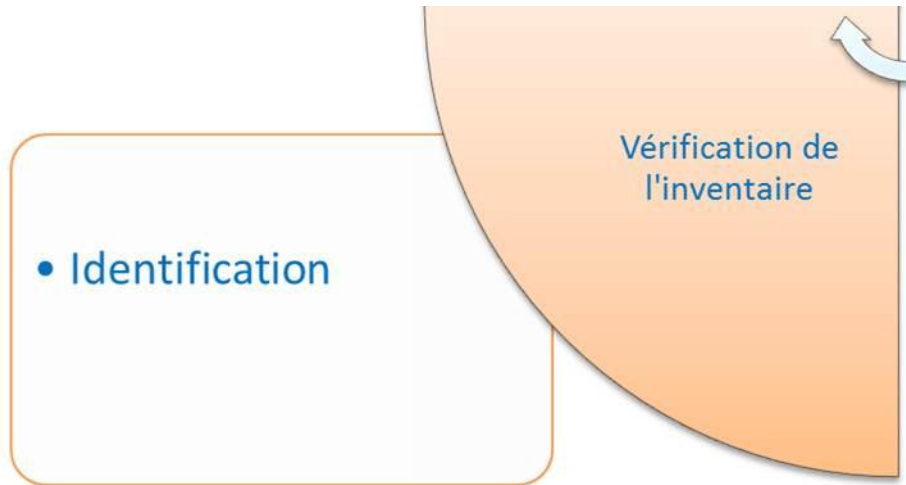 Vérification de
l'inventaire
• Identification